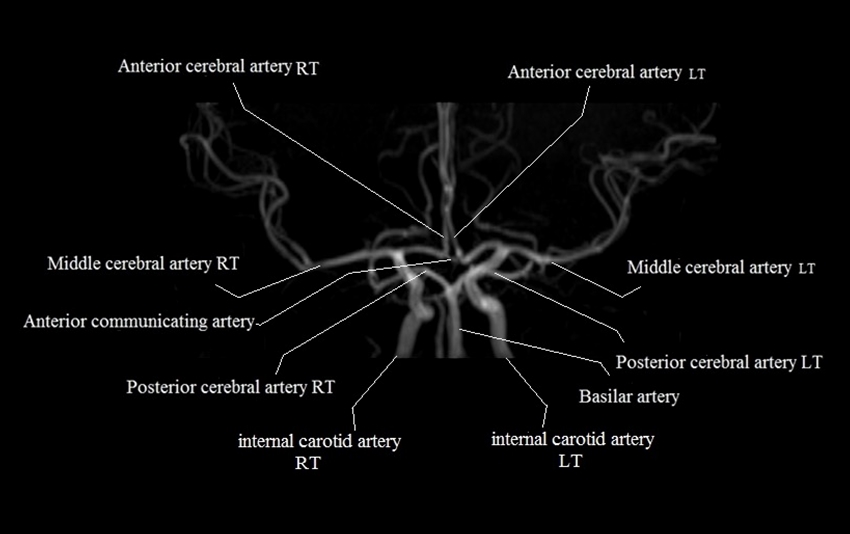 Anterior cerebral artery RT
Anterior cerebral artery LT
Middle cerebral artery RT
Middle cerebral artery LT
Anterior communicating artery
Posterior cerebral artery LT
Posterior cerebral artery RT
Basilar artery
internal carotid artery
RT
internal carotid artery
LT